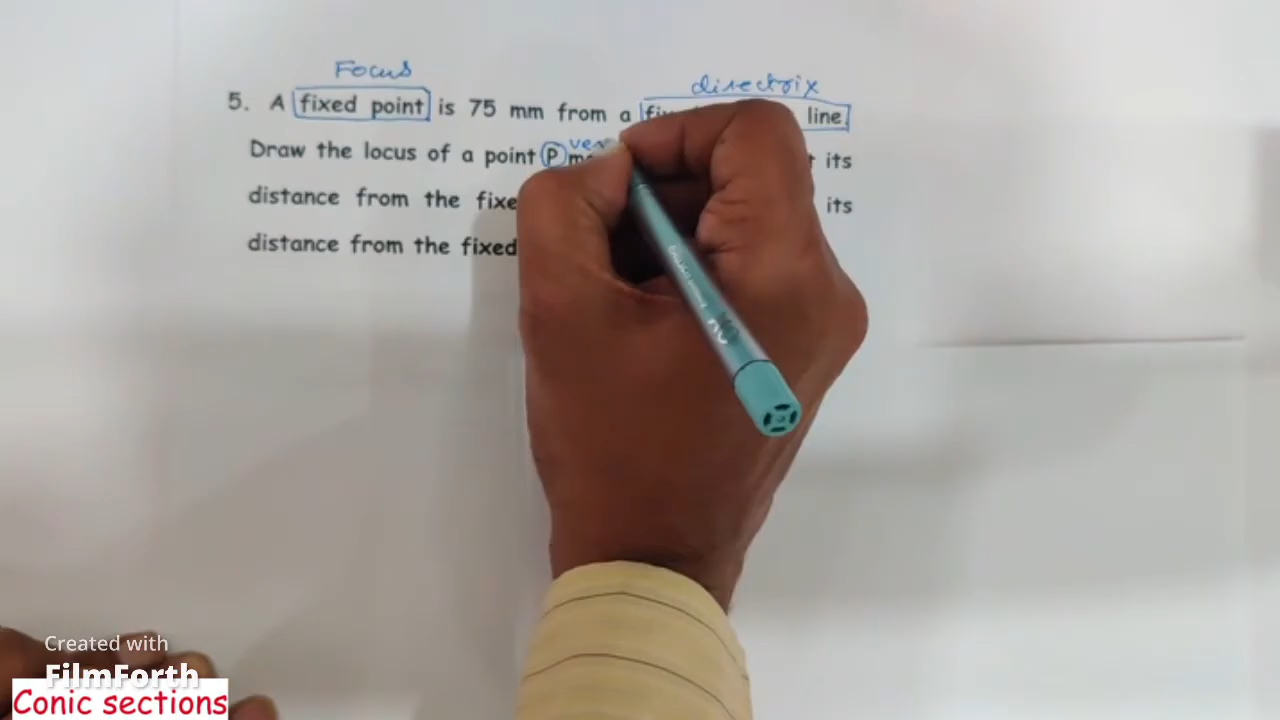 Focus
directrix
5. A fixed point is 75 mm from a line.
Draw the locus of a point P its
distance from the its
distance from the fixed
Created with
FilmForth
Conic sections